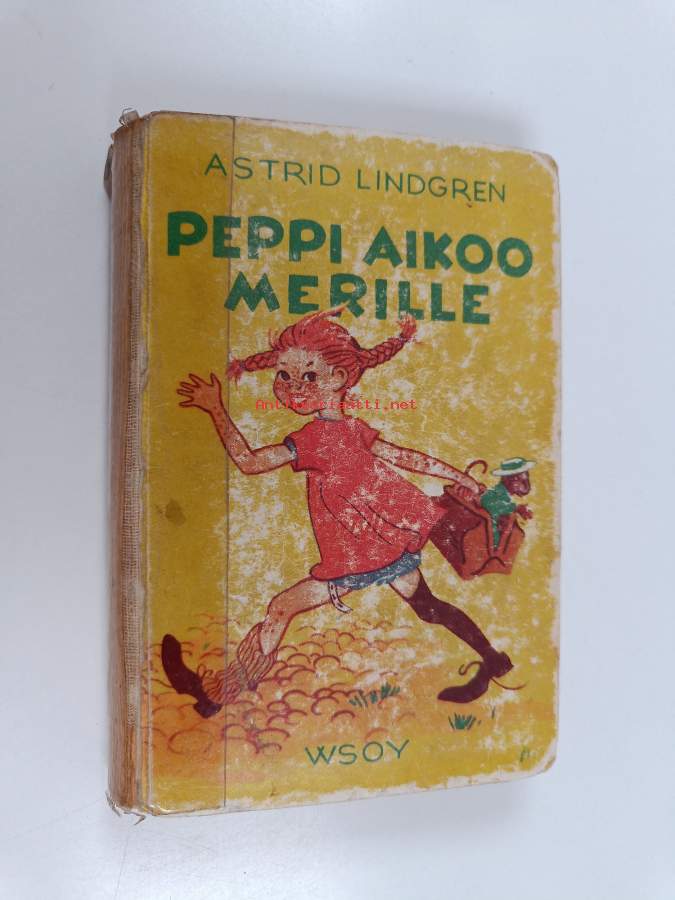 ASTRID LINDGREN
PEPPI AIKOO
MERILLE
Antikvariaatti.net
WSOY